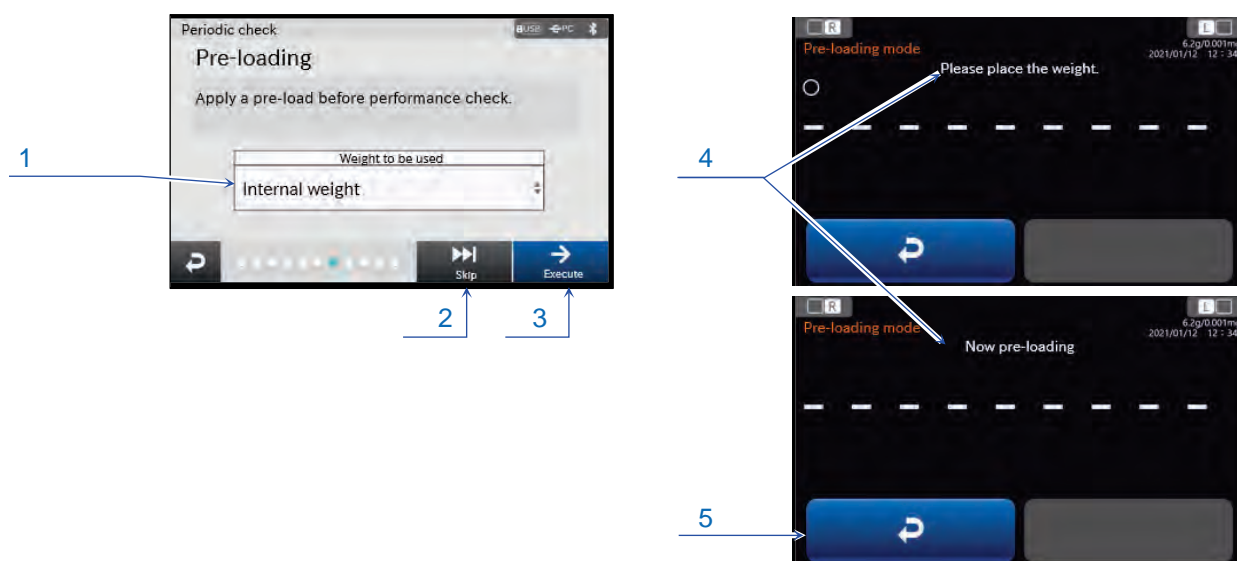 Periodic check
USB PC
Pre-loading
Apply a pre-load before performance check.
Weight to be used
Internal weight
Skip
Execute
1
2
3
R
L
Pre-loading mode
6.2g/0.001m
2021/01/12 12:34
Please place the weight.
4
R
L
Pre-loading mode
6.2g/0.001m
2021/01/12 12:34
Now pre-loading
5